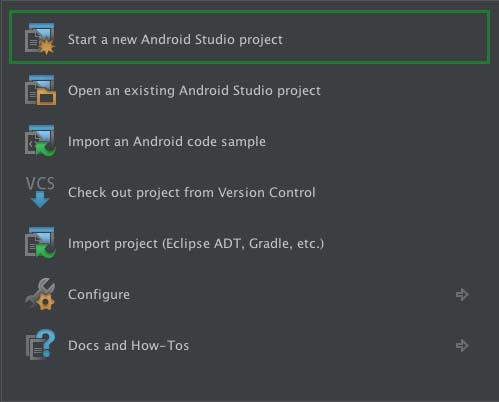 Start a new Android Studio project
Open an existing Android Studio project
Import an Android code sample
VCS
Check out project from Version Control
Import project (Eclipse ADT, Gradle, etc.)
Configure
Docs and How-Tos